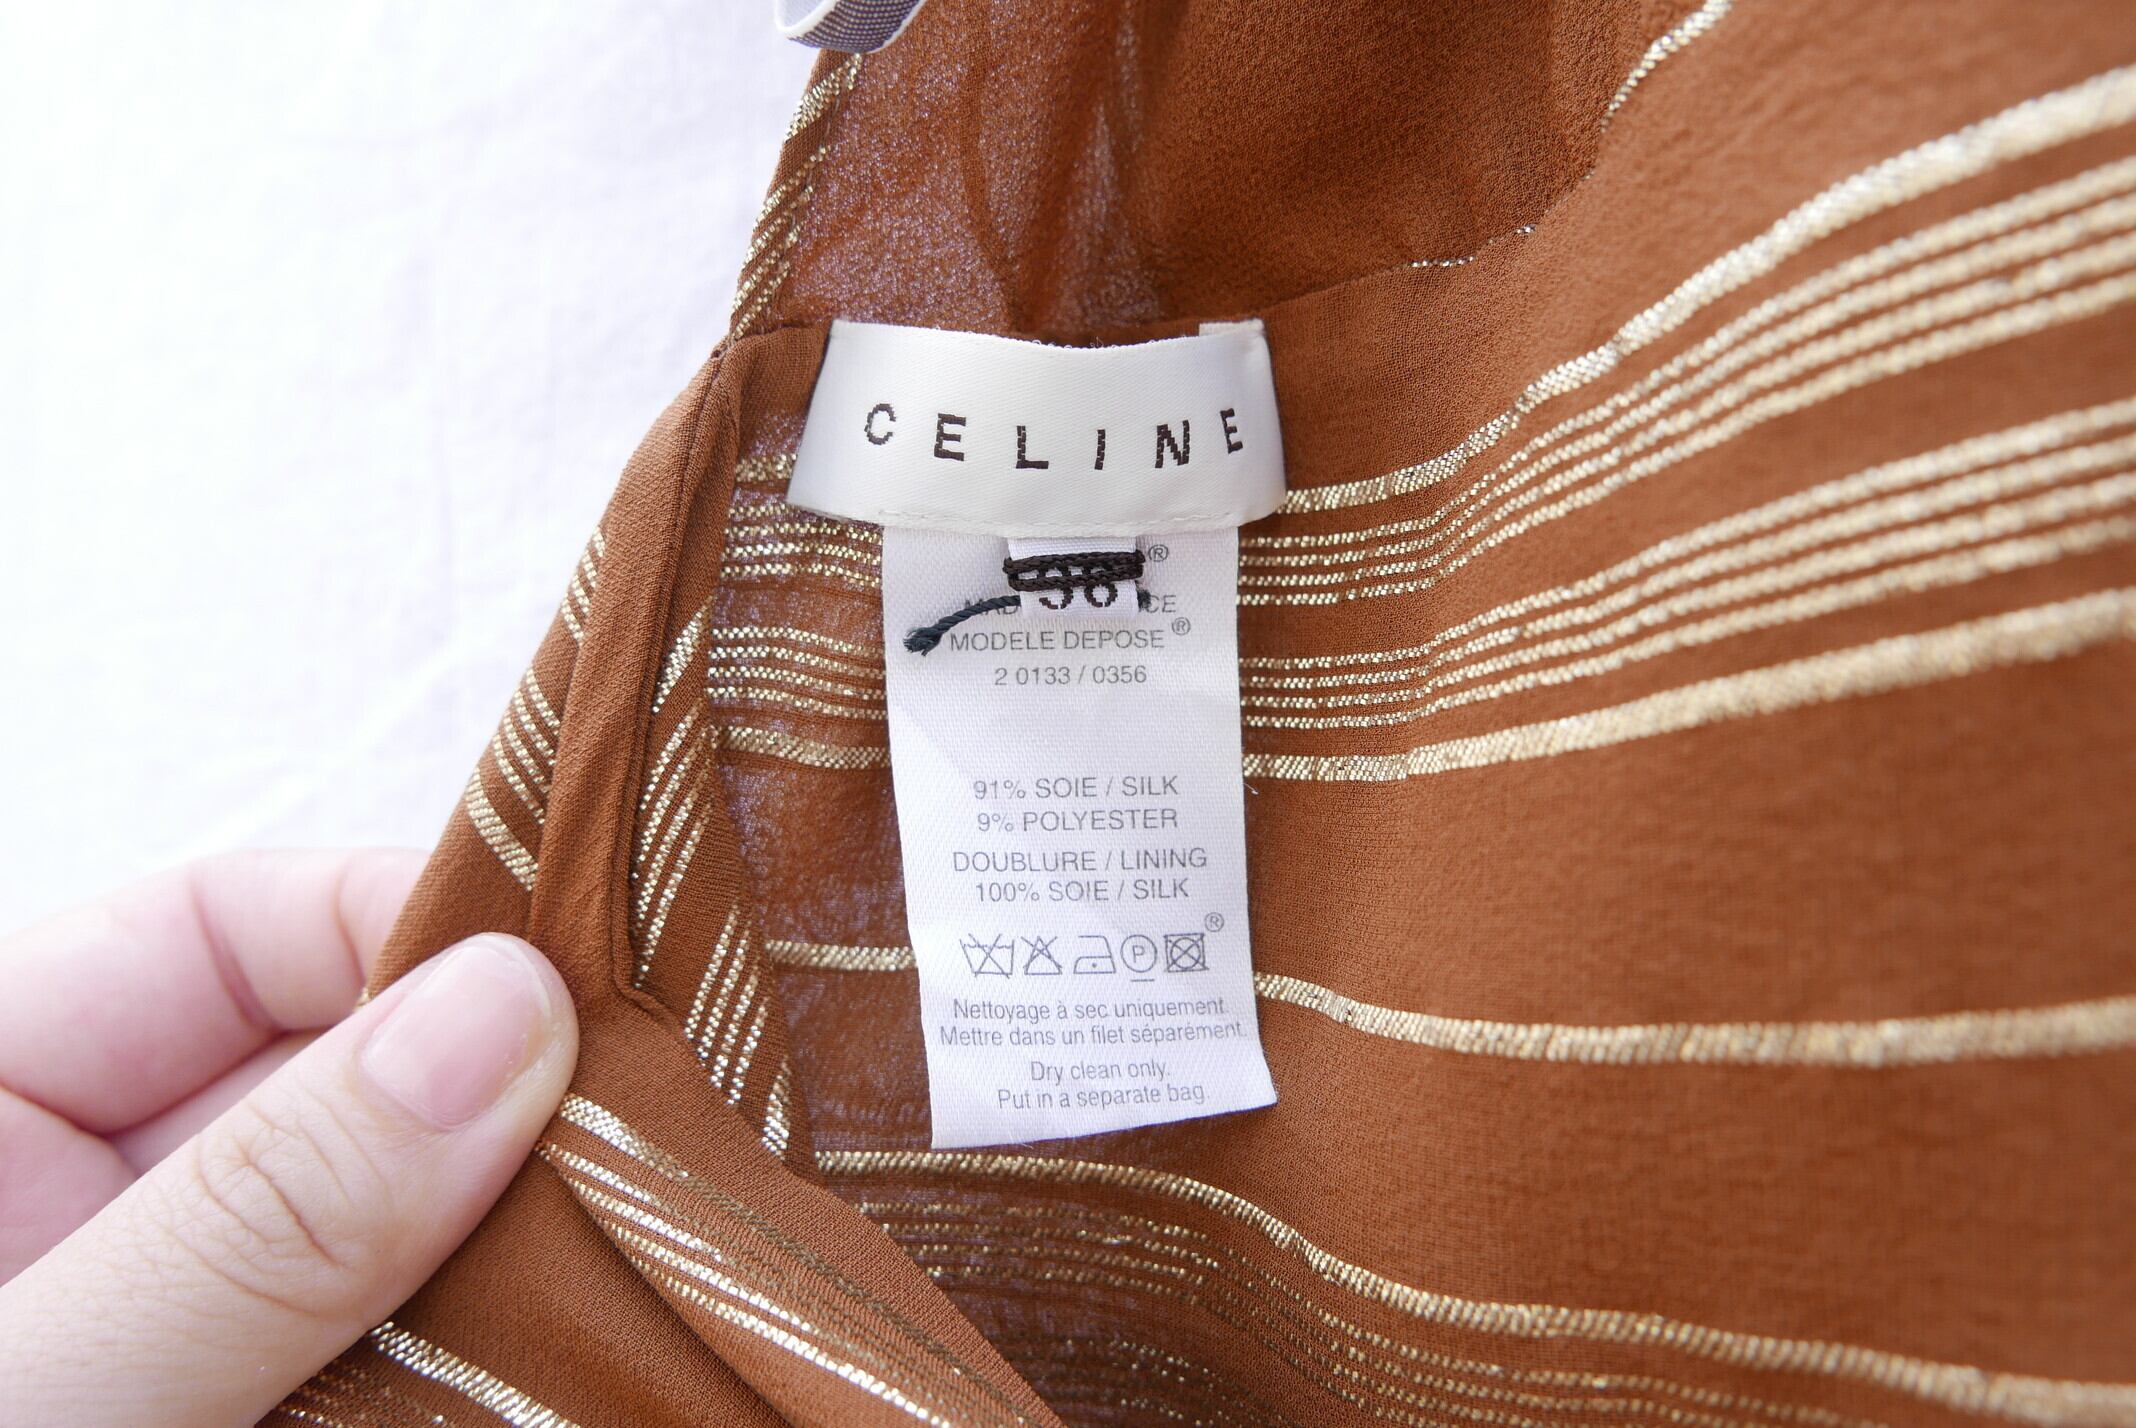 CELINE
®
MODELE DEPOSE ®
2 0133 / 0356
91% SOIE / SILK
9% POLYESTER
DOUBLURE / LINING
100% SOIE / SILK
®
P
Nettoyage à sec uniquement.
Mettre dans un filet séparément.
Dry clean only.
Put in a separate bag.